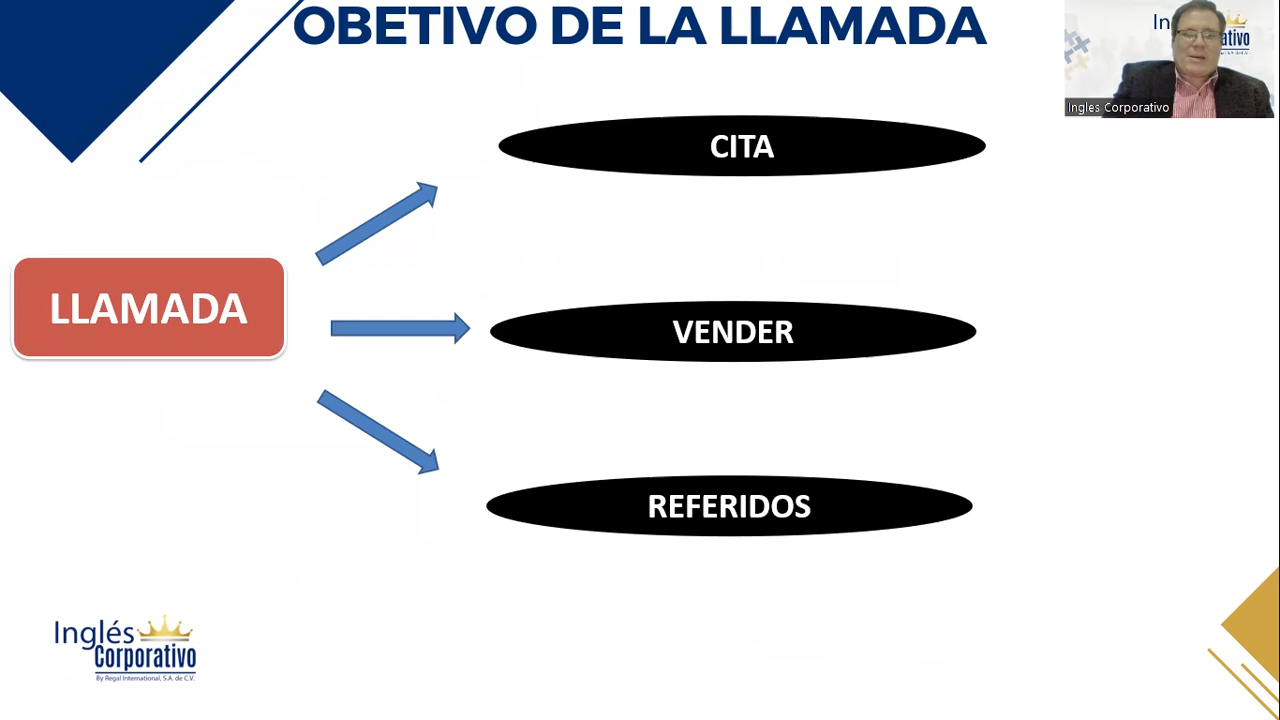 OBETIVO DE LA LLAMADA
Ingles Corporativo
CITA
LLAMADA
VENDER
REFERIDOS
Inglés
Corporativo
By Regal International, S.A. de C.V.